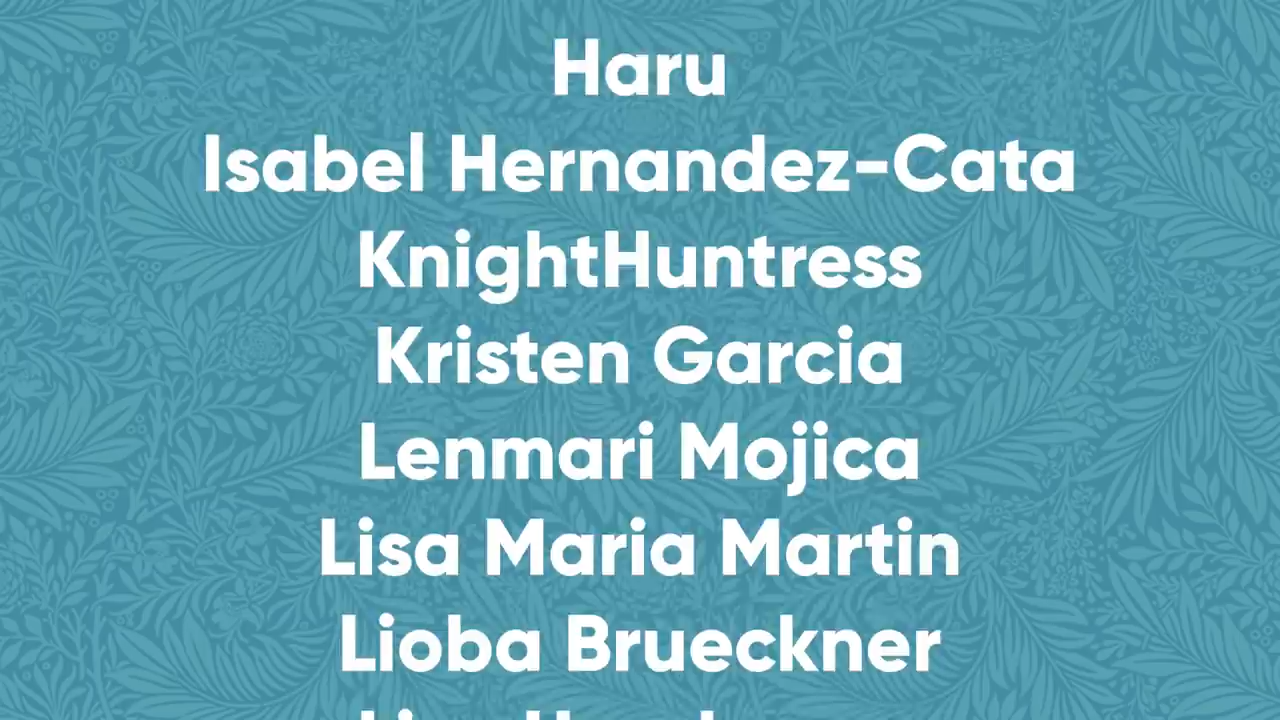 Haru
Isabel Hernandez-Cata
KnightHuntress
Kristen Garcia
Lenmari Mojica
Lisa Maria Martin
Lioba Brueckner